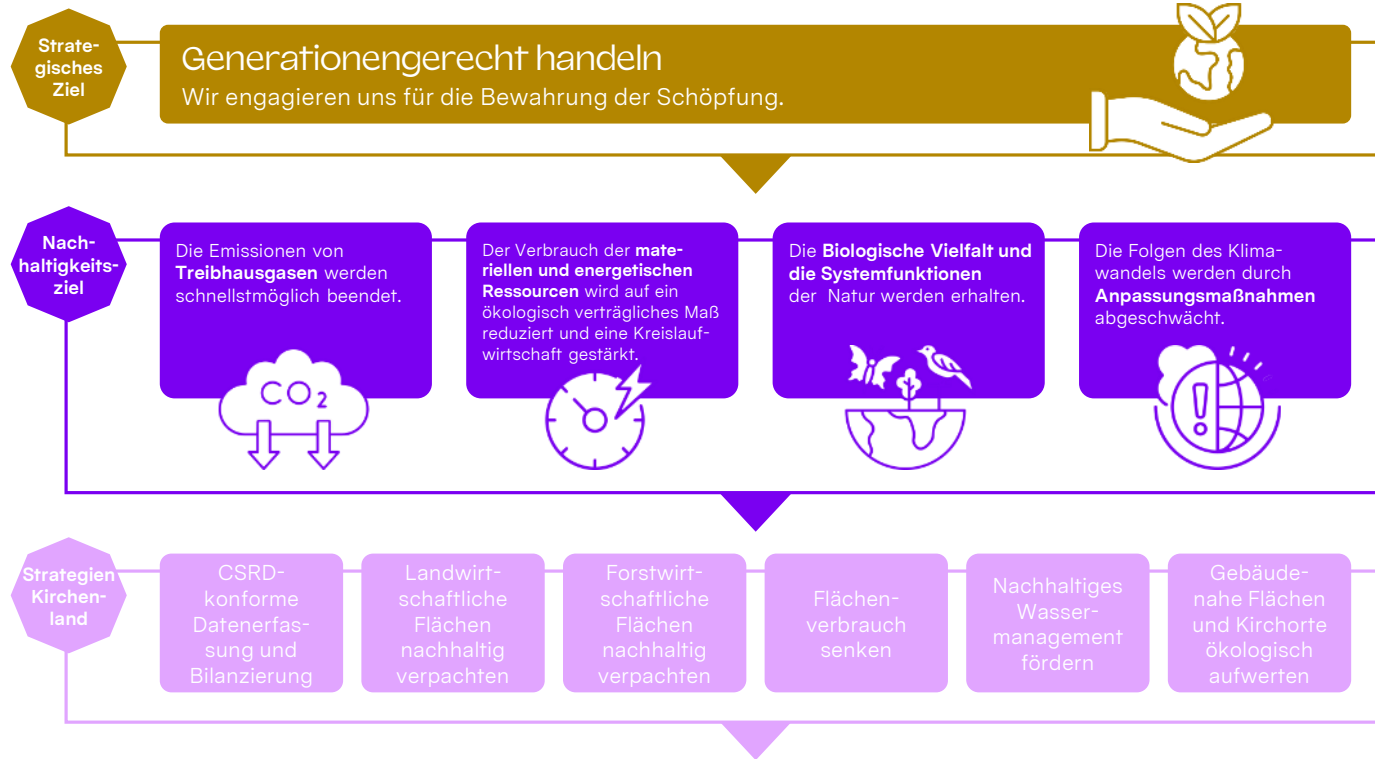 Strate-
gisches
Ziel
Generationengerecht handeln
Wir engagieren uns für die Bewahrung der Schöpfung.
Nach-
haltigkeits-
ziel
Die Emissionen von
Treibhausgasen werden
schnellstmöglich beendet.
CO₂
Der Verbrauch der mate-
riellen und energetischen
Ressourcen wird auf ein
ökologisch verträgliches Maß
reduziert und eine Kreislauf-
wirtschaft gestärkt.
Die Biologische Vielfalt und
die Systemfunktionen
der Natur werden erhalten.
Die Folgen des Klima-
wandels werden durch
Anpassungsmaßnahmen
abgeschwächt.
!
Strategien
Kirchen-
land
CSRD-
konforme
Datenerfas-
sung und
Bilanzierung
Landwirt-
schaftliche
Flächen
nachhaltig
verpachten
Forstwirt-
schaftliche
Flächen
nachhaltig
verpachten
Flächen-
verbrauch
senken
Nachhaltiges
Wasser-
management
fördern
Gebäude-
nahe Flächen
und Kirchorte
ökologisch
aufwerten